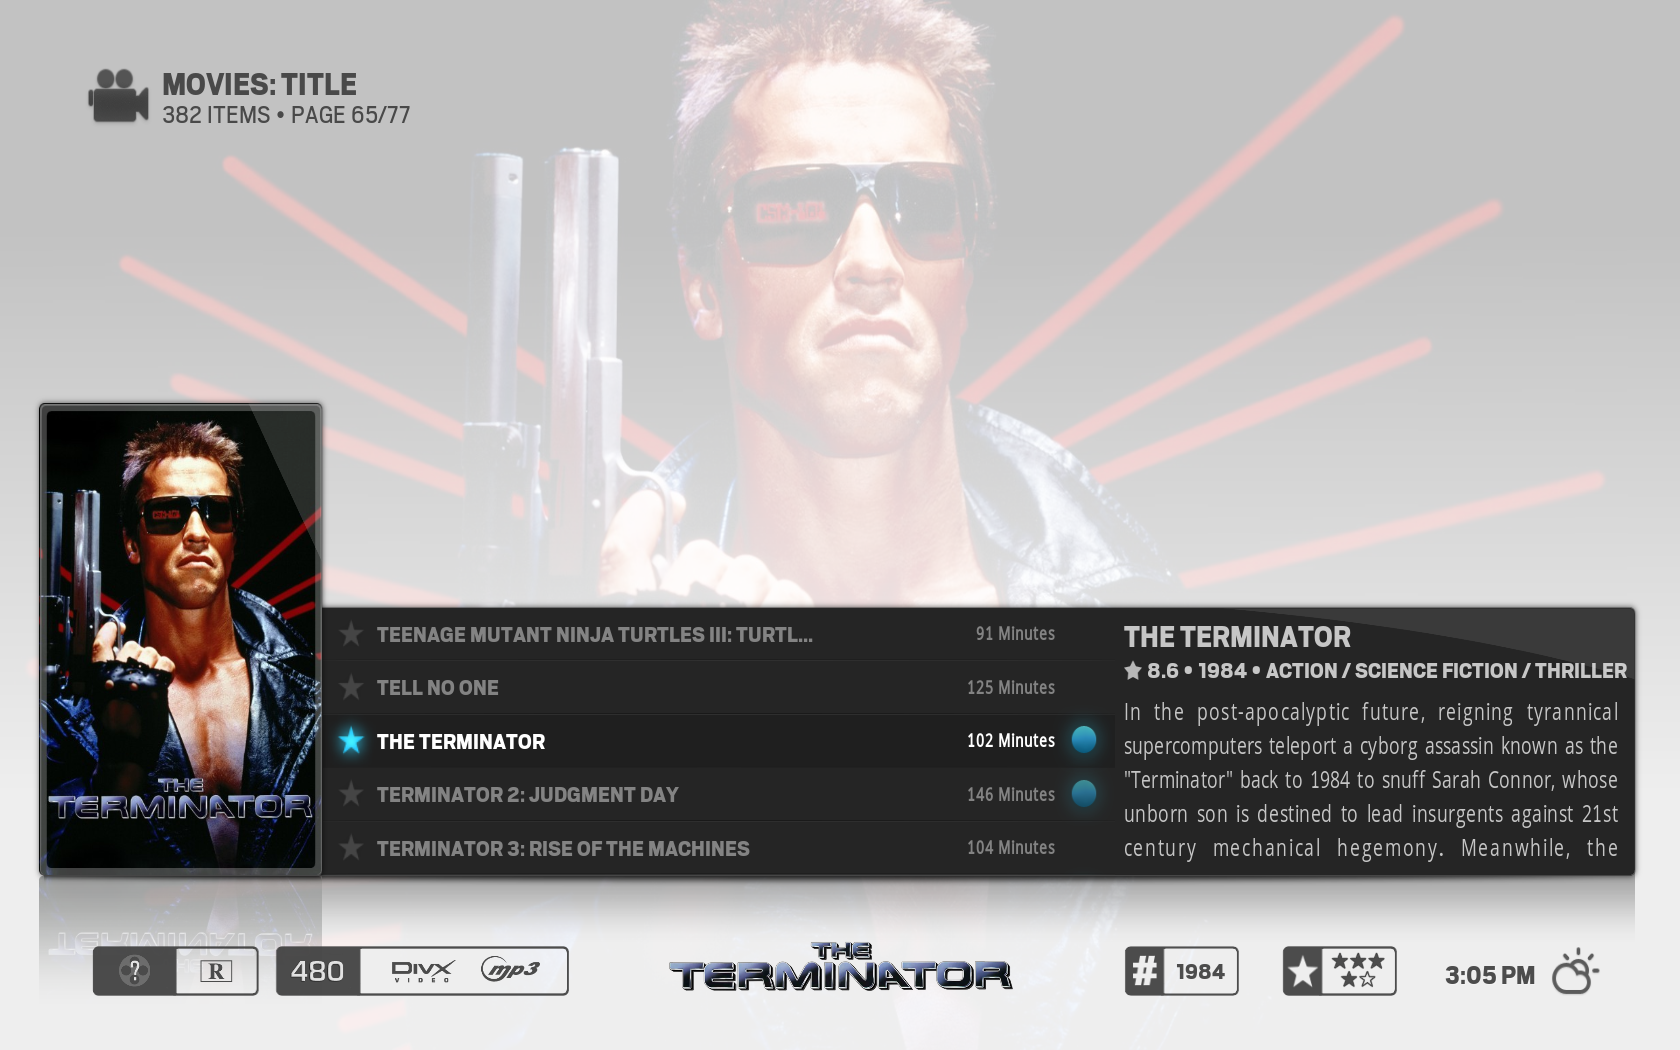 MOVIES: TITLE
382 ITEMS • PAGE 65/77
THE
TERMINATOR
TEENAGE MUTANT NINJA TURTLES III: TURTL...
91 Minutes
TELL NO ONE
125 Minutes
THE TERMINATOR
102 Minutes
TERMINATOR 2: JUDGMENT DAY
146 Minutes
TERMINATOR 3: RISE OF THE MACHINES
104 Minutes
THE TERMINATOR
8.6 • 1984 • ACTION / SCIENCE FICTION / THRILLER
In the post-apocalyptic future, reigning tyrannical
supercomputers teleport a cyborg assassin known as the
"Terminator" back to 1984 to snuff Sarah Connor, whose
unborn son is destined to lead insurgents against 21st
century mechanical hegemony. Meanwhile, the
?
R
480
DIVX
VIDEO
mp3
THE
TERMINATOR
#
1984
3:05 PM